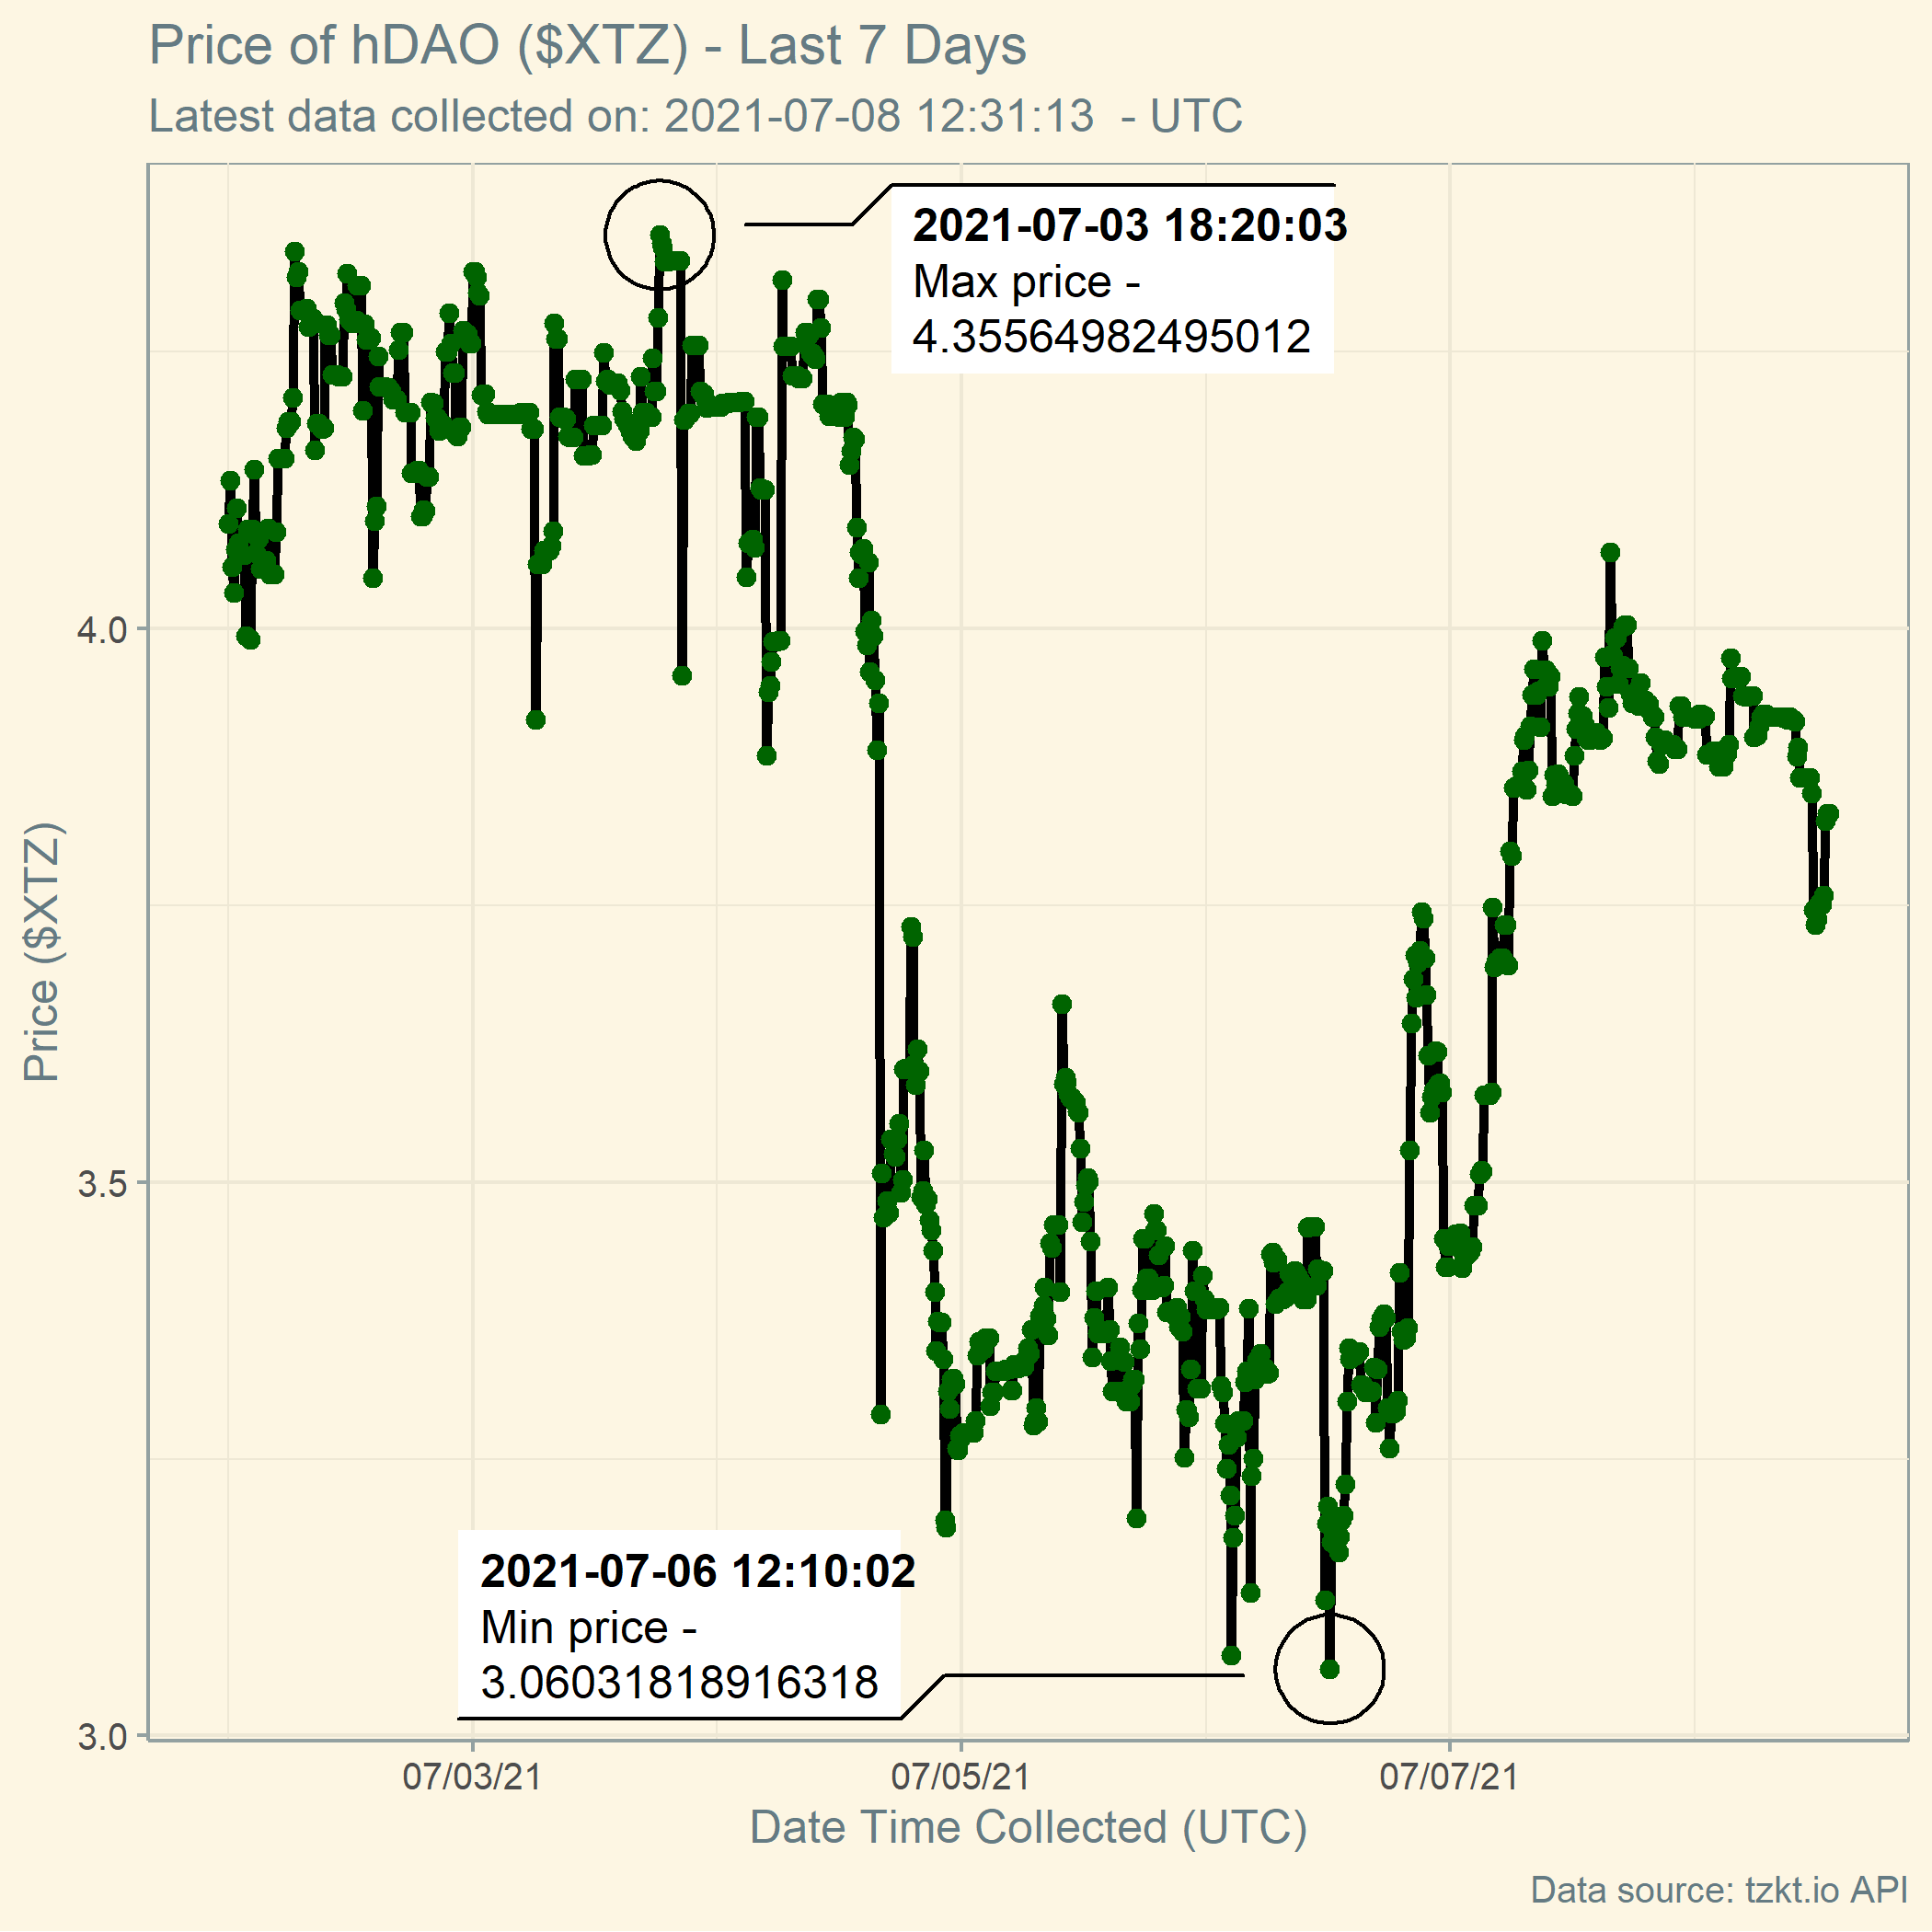 Price of hDAO ($XTZ) - Last 7 Days
Latest data collected on: 2021-07-08 12:31:13  - UTC
2021-07-03 18:20:03
Max price -
4.35564982495012
4.0
3.5
3.0
Price ($XTZ)
2021-07-06 12:10:02
Min price -
3.06031818916318
07/03/21
07/05/21
07/07/21
Date Time Collected (UTC)
Data source: tzkt.io API